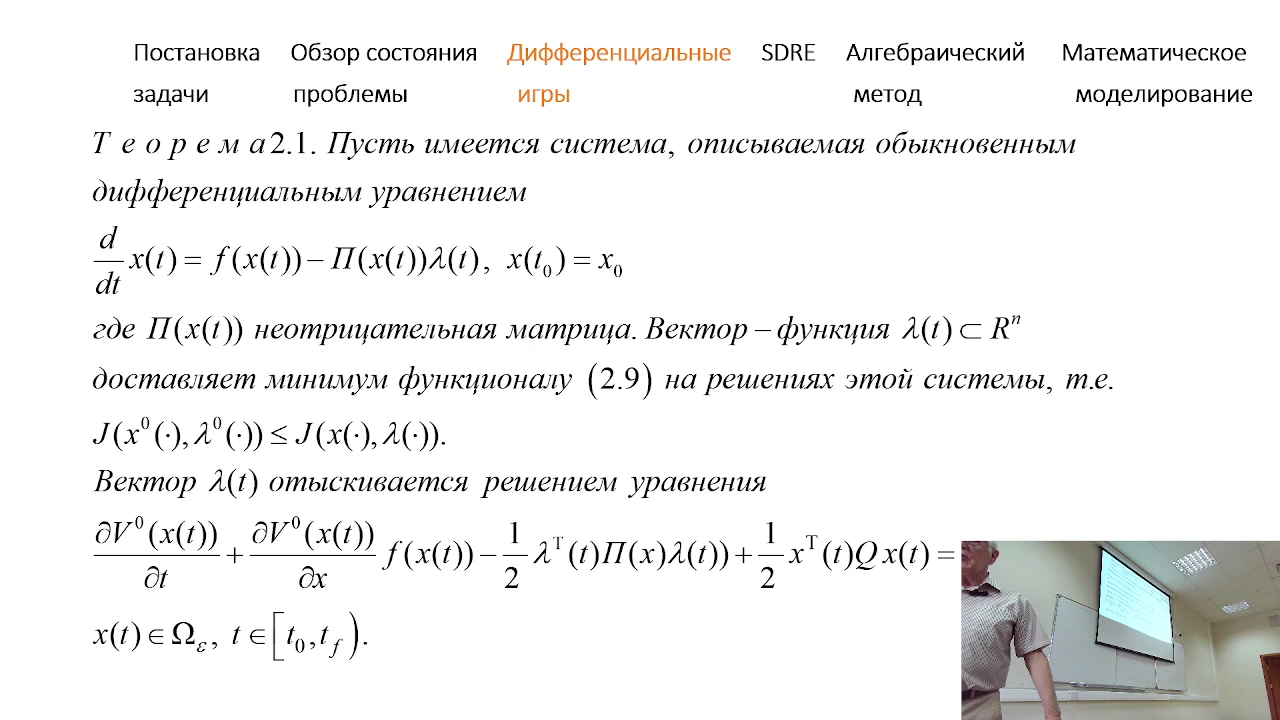 Постановка Обзор состояния Дифференциальные SDRE Алгебраический Математическое
задачи проблемы игры метод моделирование
Т е о р е м а 2.1. Пусть имеется система, описываемая обыкновенным
дифференциальным уравнением
d/dt x(t) = f(x(t)) − П(x(t))λ(t), x(t₀) = x₀
где П(x(t)) неотрицательная матрица. Вектор – функция λ(t) ⊂ Rⁿ
доставляет минимум функционалу (2.9) на решениях этой системы, т.е.
J(x⁰(·), λ⁰(·)) ≤ J(x(·), λ(·)).
Вектор λ(t) отыскивается решением уравнения
∂V⁰(x(t))/∂t + ∂V⁰(x(t))/∂x f(x(t)) − 1/2 λᵀ(t)П(x)λ(t)) + 1/2 xᵀ(t)Qx(t) =
x(t) ∈ Ω_ε, t ∈ [t₀, t_f).